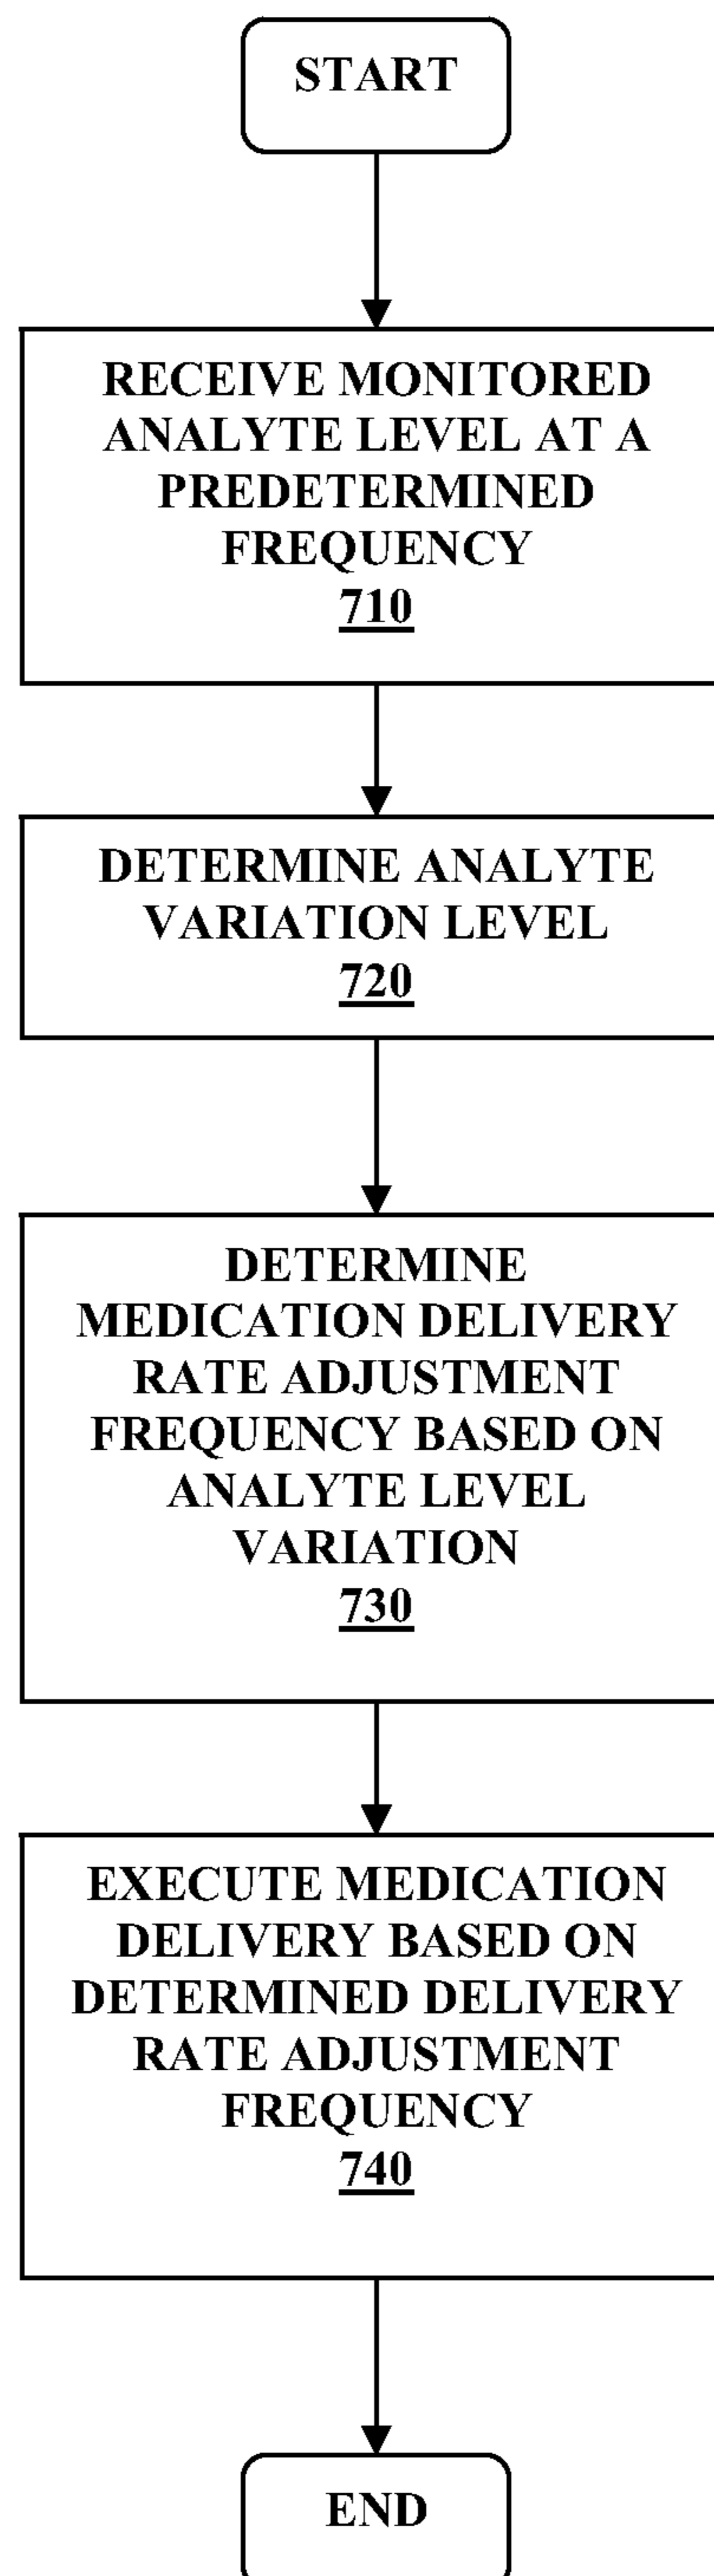 START
RECEIVE MONITORED
ANALYTE LEVEL AT A
PREDETERMINED
FREQUENCY
710
DETERMINE ANALYTE
VARIATION LEVEL
720
DETERMINE
MEDICATION DELIVERY
RATE ADJUSTMENT
FREQUENCY BASED ON
ANALYTE LEVEL
VARIATION
730
EXECUTE MEDICATION
DELIVERY BASED ON
DETERMINED DELIVERY
RATE ADJUSTMENT
FREQUENCY
740
END